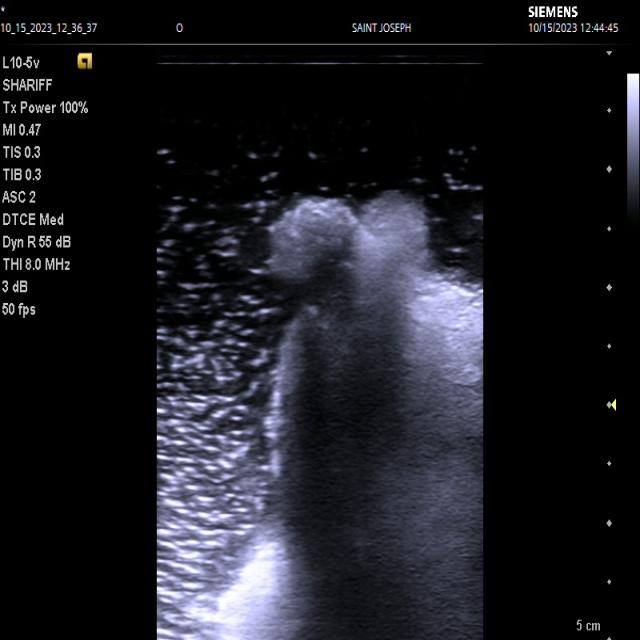 *
SIEMENS
10_15_2023_12_36_37
O
SAINT JOSEPH
10/15/2023 12:44:45
L10-5v
SHARIFF
Tx Power 100%
MI 0.47
TIS 0.3
TIB 0.3
ASC 2
DTCE Med
Dyn R 55 dB
THI 8.0 MHz
3 dB
50 fps
5 cm